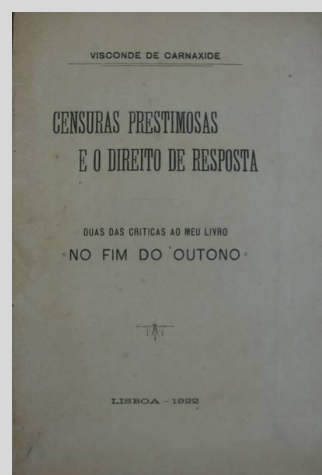 VISCONDE DE CARNAXIDE
CENSURAS PRESTIMOSAS
E O DIREITO DE RESPOSTA
DUAS DAS CRITICAS AO MEU LIVRO
«NO FIM DO OUTONO»
LISBOA - 1922